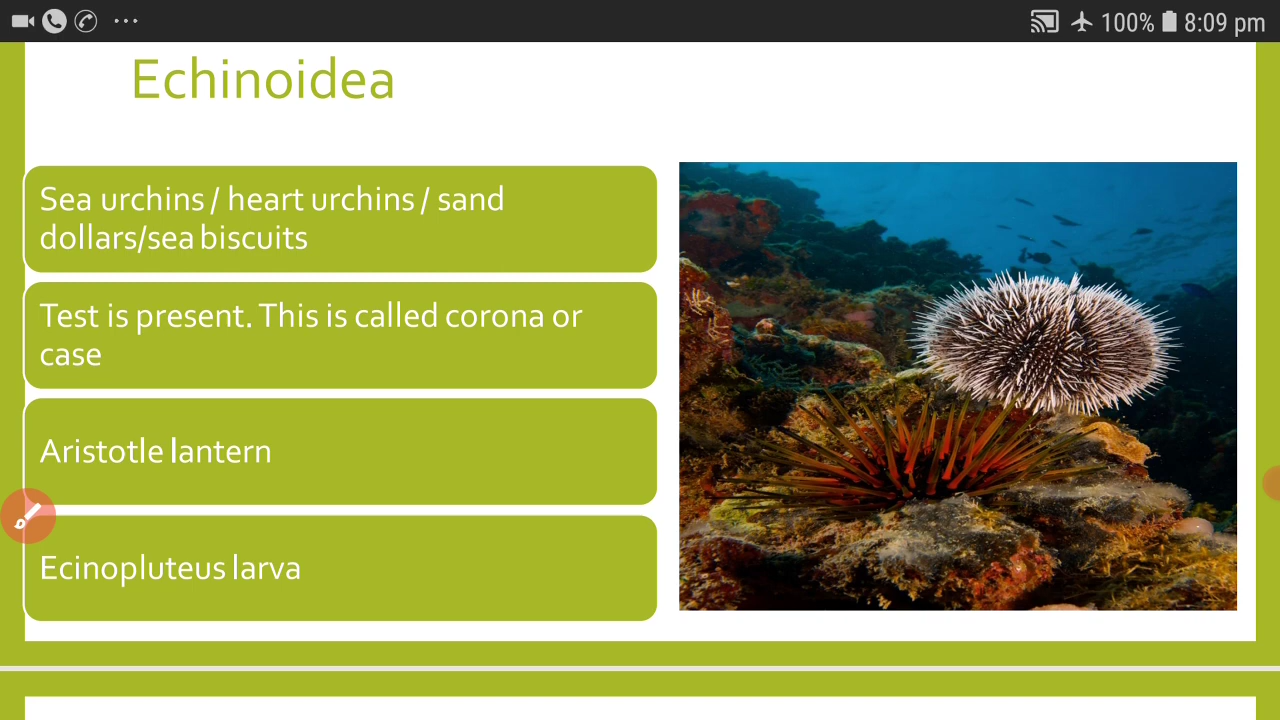 100% 8:09 pm
Echinoidea
Sea urchins / heart urchins / sand
dollars/sea biscuits
Test is present. This is called corona or
case
Aristotle lantern
Ecinopluteus larva